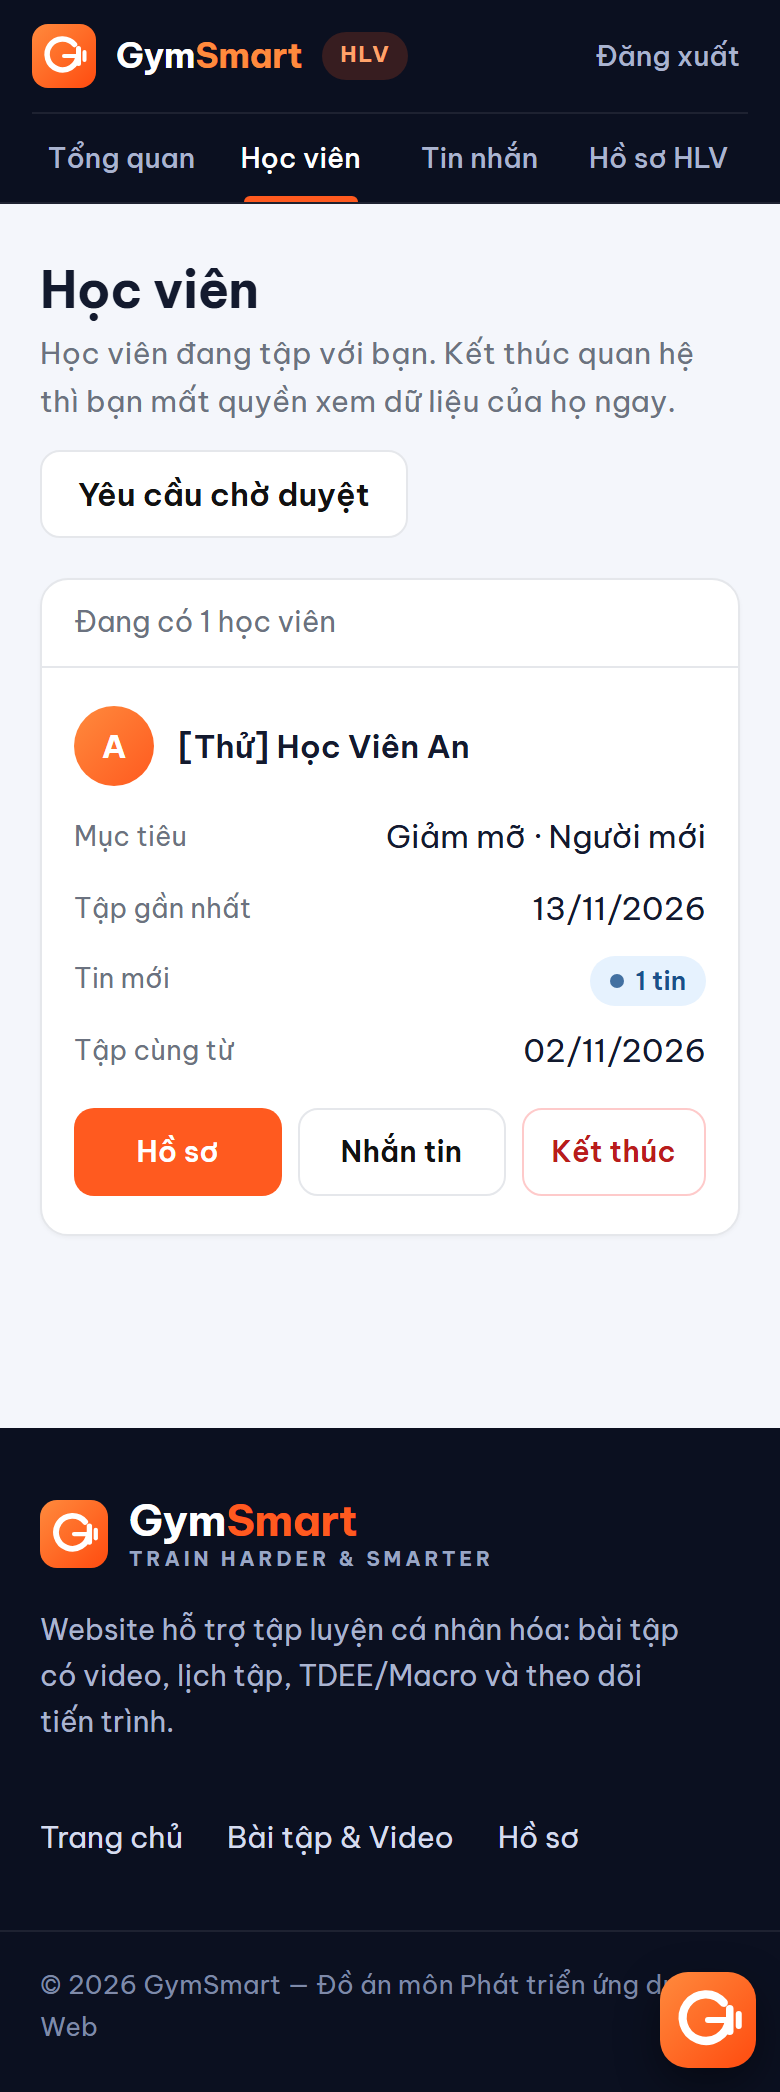 GymSmart HLV Đăng xuất
Tổng quan Học viên Tin nhắn Hồ sơ HLV
Học viên
Học viên đang tập với bạn. Kết thúc quan hệ
thì bạn mất quyền xem dữ liệu của họ ngay.
Yêu cầu chờ duyệt
Đang có 1 học viên
A [Thử] Học Viên An
Mục tiêu Giảm mỡ · Người mới
Tập gần nhất 13/11/2026
Tin mới 1 tin
Tập cùng từ 02/11/2026
Hồ sơ Nhắn tin Kết thúc
GymSmart
TRAIN HARDER & SMARTER
Website hỗ trợ tập luyện cá nhân hóa: bài tập
có video, lịch tập, TDEE/Macro và theo dõi
tiến trình.
Trang chủ Bài tập & Video Hồ sơ
© 2026 GymSmart — Đồ án môn Phát triển ứng
Web